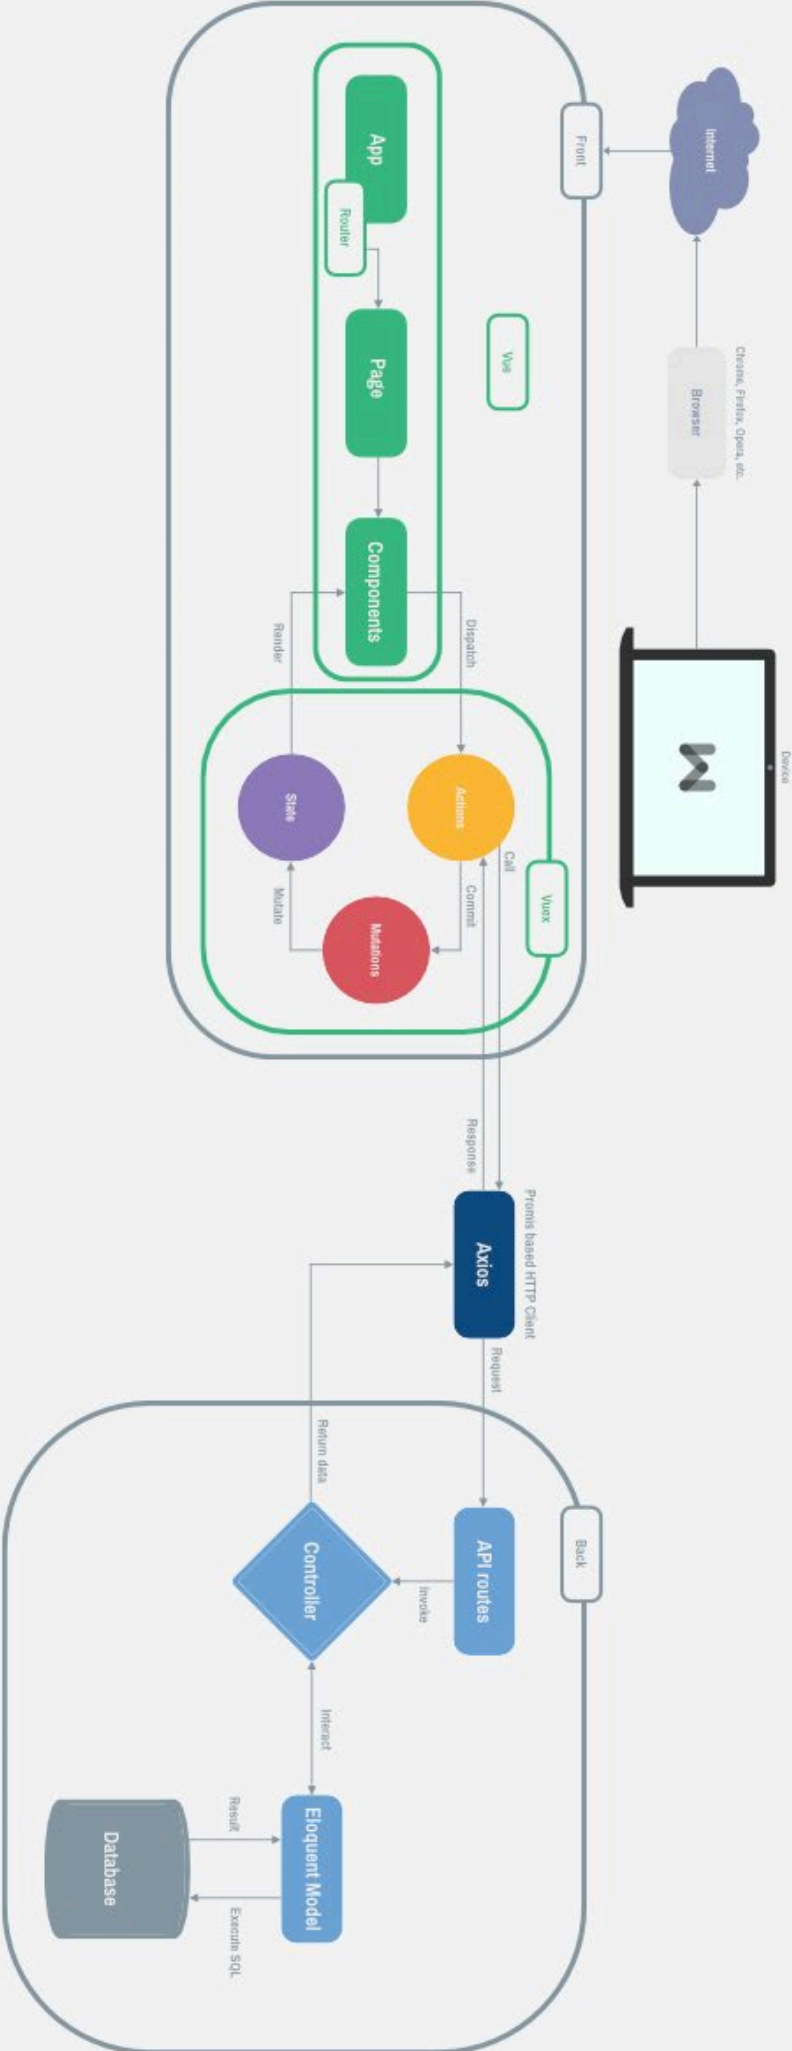 Device
Chrome, Firefox, Opera, etc.
Internet
Browser
Front
Vue
App
Router
Page
Components
Dispatch
Render
Vuex
Actions
Call
Commit
State
Mutate
Mutations
Response
Promis based HTTP Client
Axios
Request
Return data
Back
API routes
Invoke
Controller
Interact
Eloquent Model
Result
Execute SQL
Database